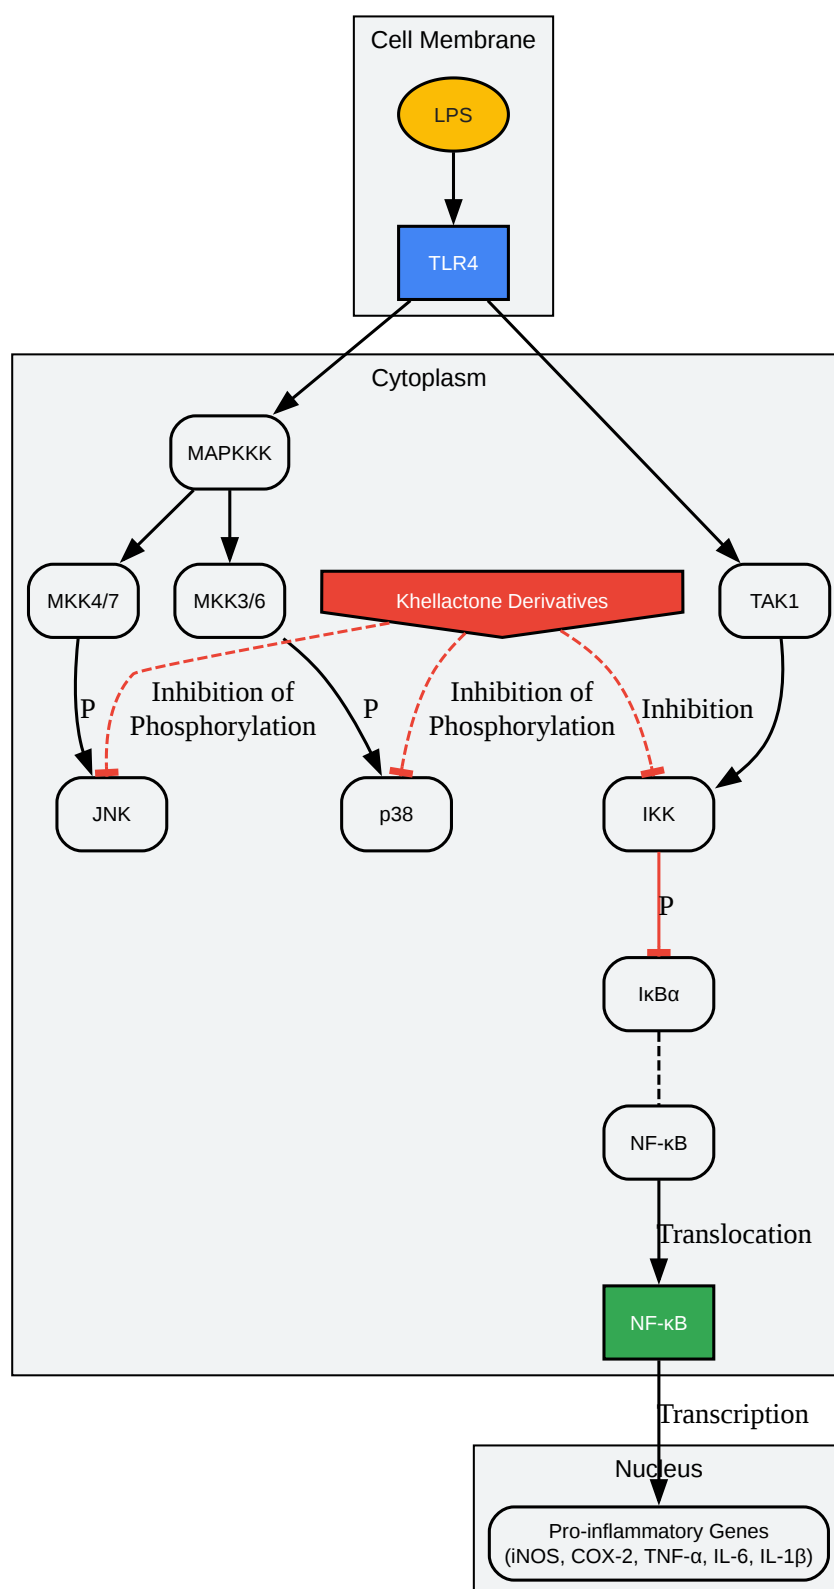 Cell Membrane
LPS
TLR4
Cytoplasm
MAPKKK
MKK4/7
MKK3/6
Khellactone Derivatives
TAK1
P
Inhibition of
Phosphorylation
P
Inhibition of
Phosphorylation
Inhibition
JNK
p38
IKK
P
IκBα
NF-κB
Translocation
NF-κB
Transcription
Nucleus
Pro-inflammatory Genes
(iNOS, COX-2, TNF-α, IL-6, IL-1β)